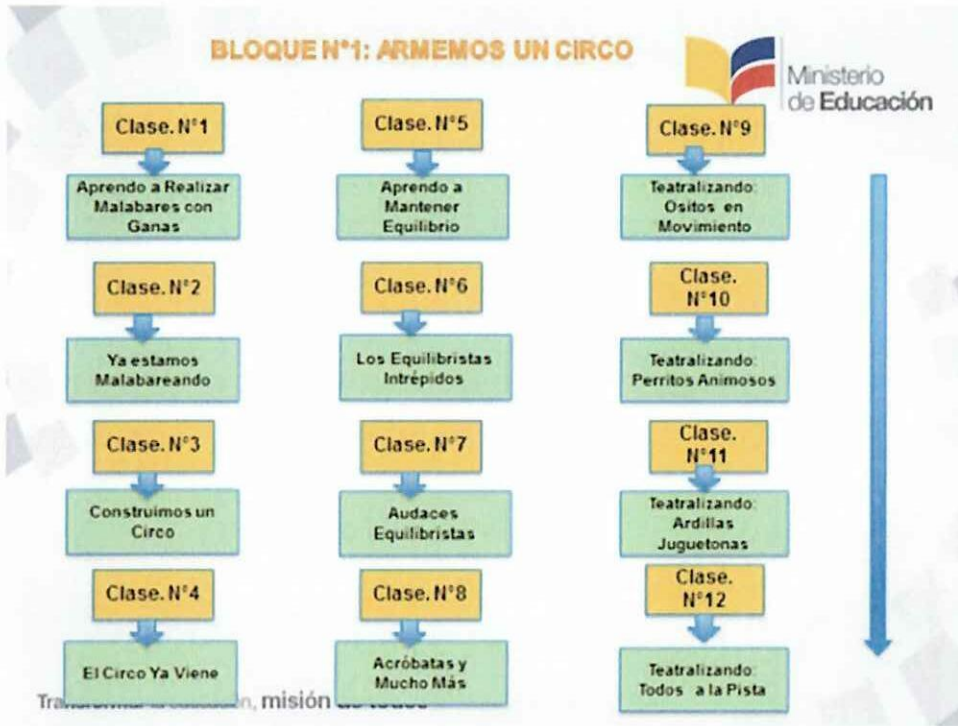 BLOQUE N°1: ARMEMOS UN CIRCO
Ministerio
de Educación
Clase. N°1
Aprendo a Realizar
Malabares con
Ganas
Clase. N°2
Ya estamos
Malabareando
Clase. N°3
Construimos un
Circo
Clase. N°4
El Circo Ya Viene
Clase. N°5
Aprendo a
Mantener
Equilibrio
Clase. N°6
Los Equilibristas
Intrépidos
Clase. N°7
Audaces
Equilibristas
Clase. N°8
Acróbatas y
Mucho Más
Clase. N°9
Teatralizando:
Ositos en
Movimiento
Clase.
N°10
Teatralizando:
Perritos Animosos
Clase.
N°11
Teatralizando:
Ardillas
Juguetonas
Clase.
N°12
Teatralizando:
Todos a la Pista
misión